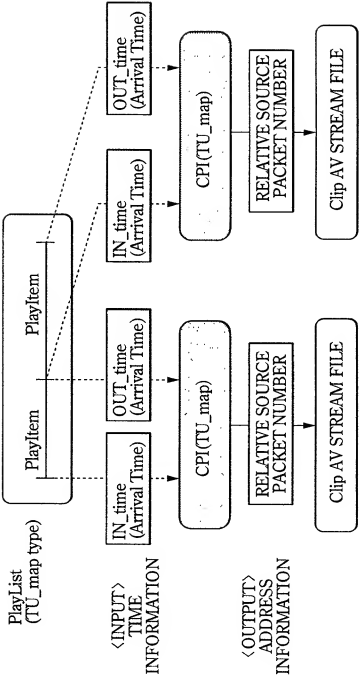 PlayList
(TU_map type)
PlayItem
PlayItem
<INPUT>
TIME
INFORMATION
IN_time
(Arrival Time)
OUT_time
(Arrival Time)
IN_time
(Arrival Time)
OUT_time
(Arrival Time)
CPI(TU_map)
CPI(TU_map)
<OUTPUT>
ADDRESS
INFORMATION
RELATIVE SOURCE
PACKET NUMBER
RELATIVE SOURCE
PACKET NUMBER
Clip AV STREAM FILE
Clip AV STREAM FILE